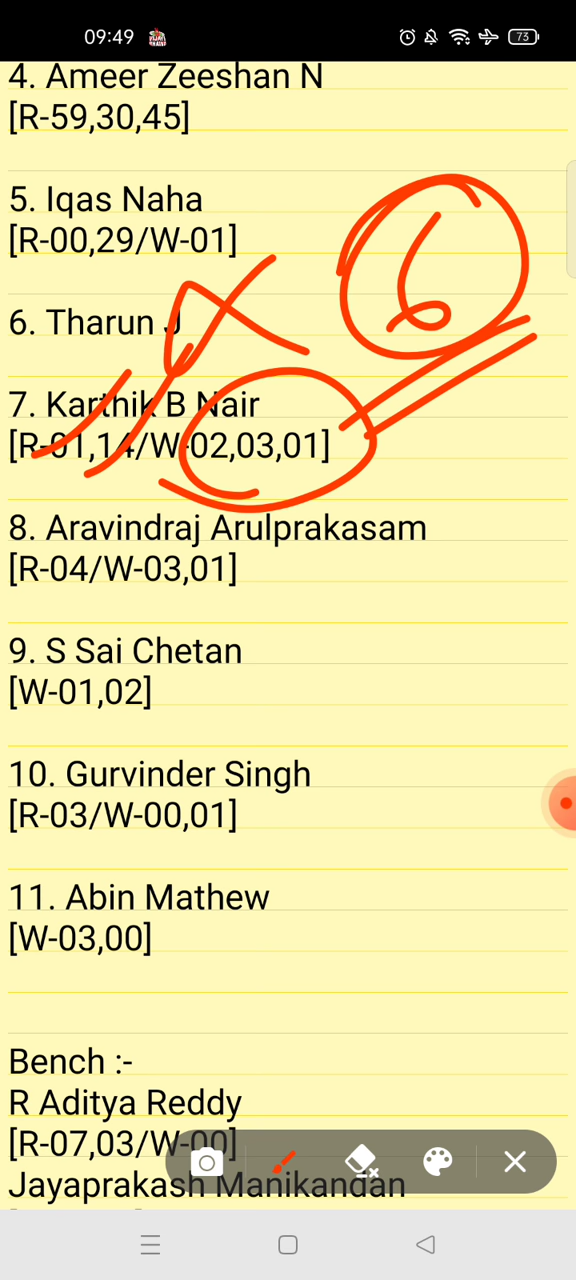 09:49
73
4. Ameer Zeeshan N
[R-59,30,45]
5. Iqas Naha
[R-00,29/W-01]
6
6. Tharun J
7. Karthik B Nair
[R-01,14/W-02,03,01]
8. Aravindraj Arulprakasam
[R-04/W-03,01]
9. S Sai Chetan
[W-01,02]
10. Gurvinder Singh
[R-03/W-00,01]
11. Abin Mathew
[W-03,00]
Bench :-
R Aditya Reddy
[R-07,03/W-00]
Jayaprakash Manikandan